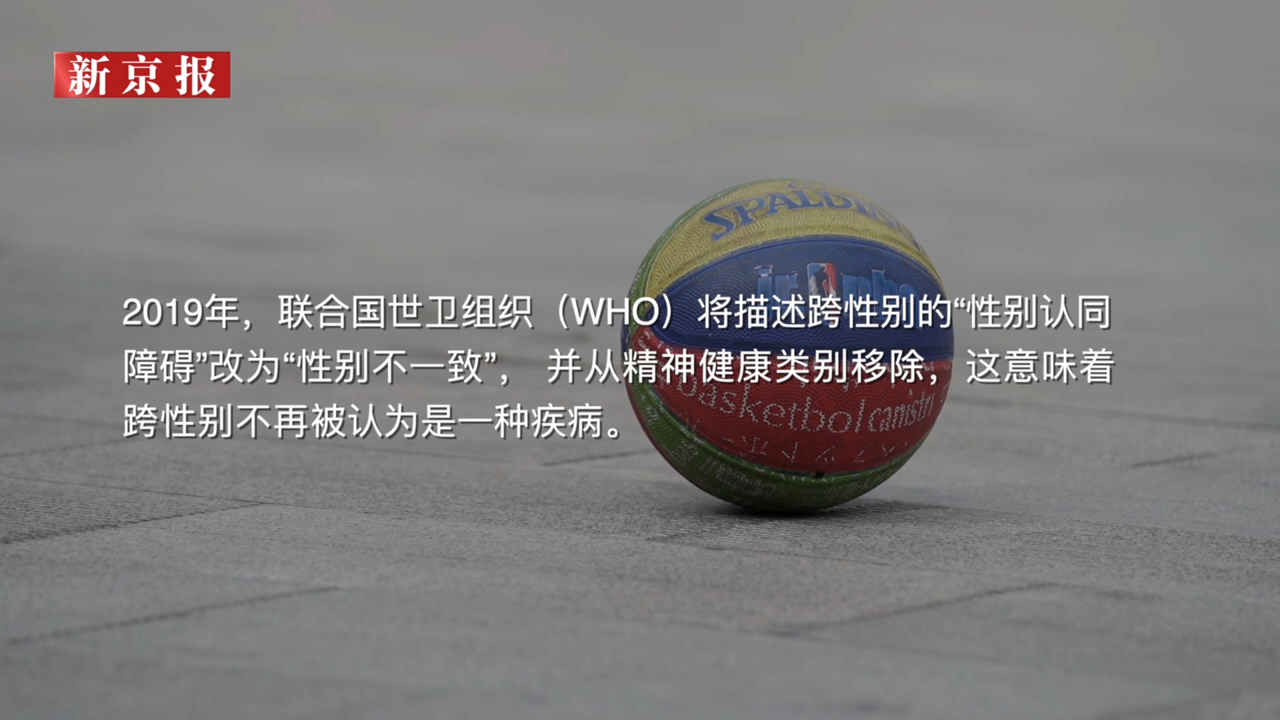 新京报
SPALDING
2019年，联合国世卫组织（WHO）将描述跨性别的“性别认同
障碍”改为“性别不一致”， 并从精神健康类别移除，这意味着
跨性别不再被认为是一种疾病。
basketbol canistri